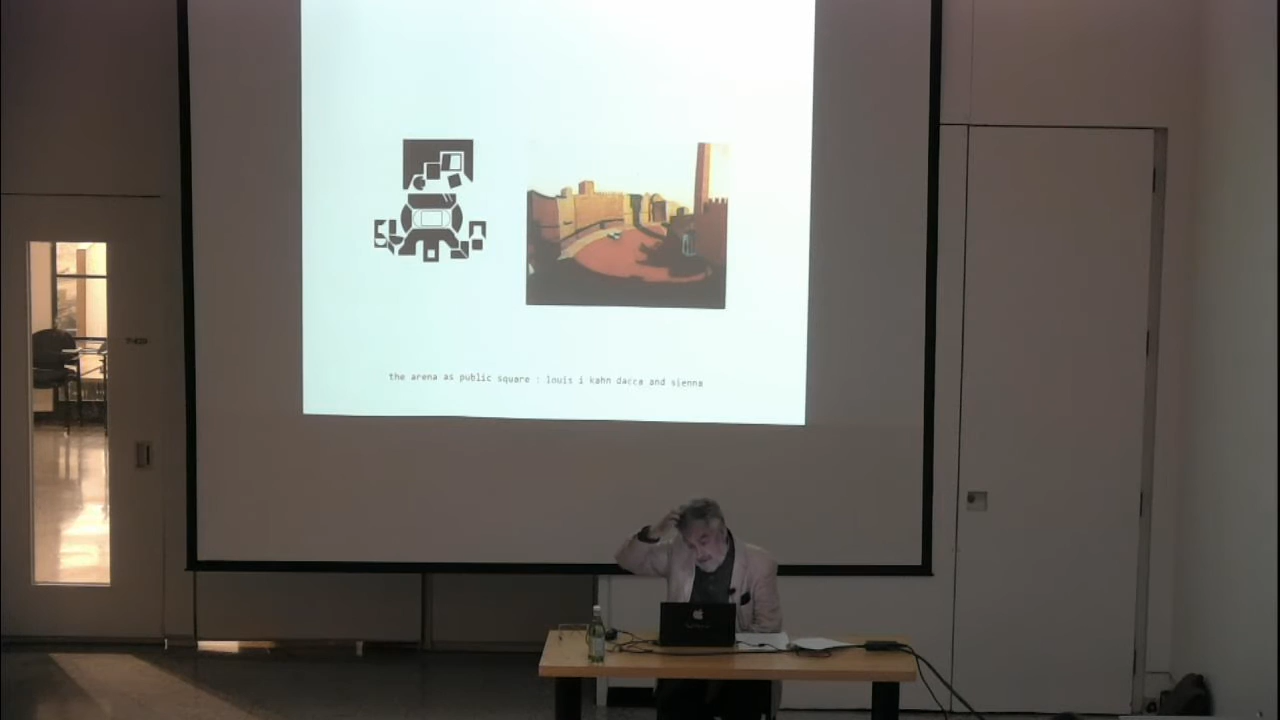 the arena as public square : louis i kahn dacca and sienna